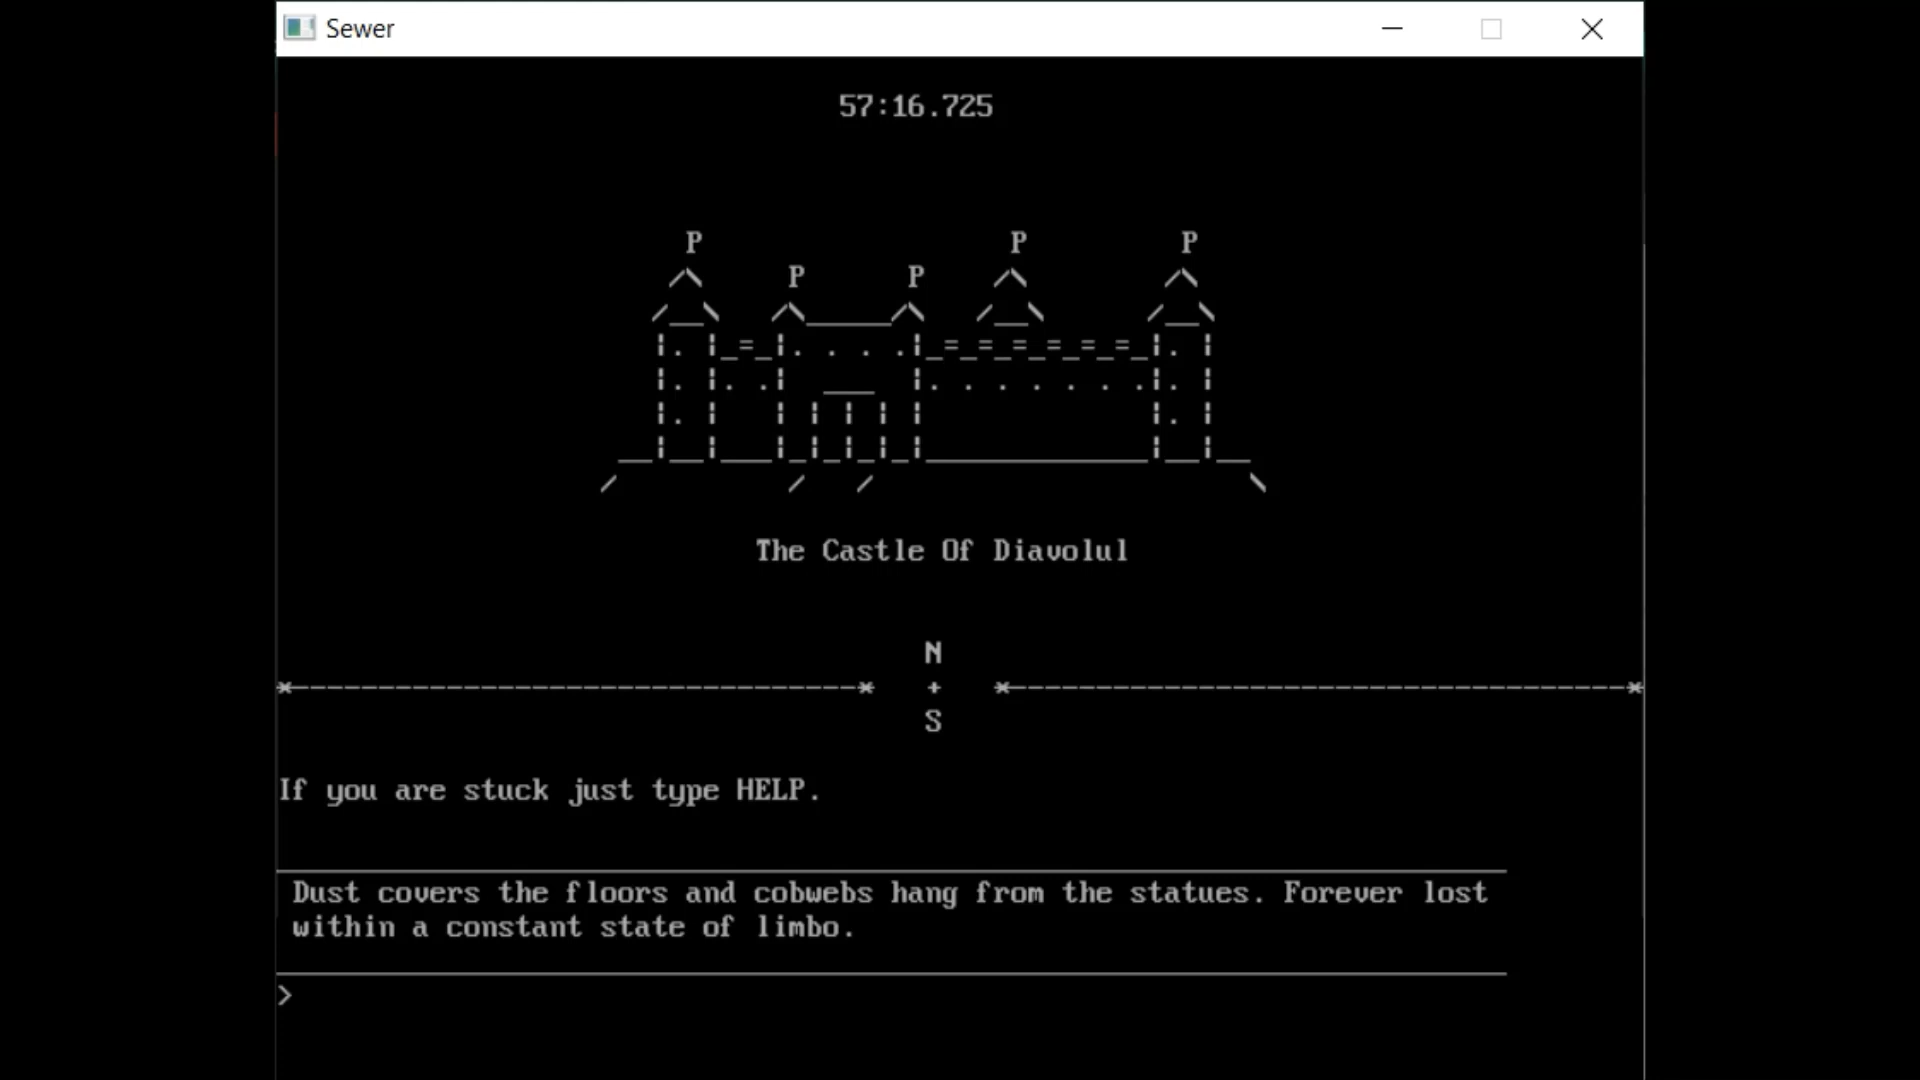 Sewer
57:16.725
P P P
P P
The Castle Of Diavolul
N
S
If you are stuck just type HELP.
Dust covers the floors and cobwebs hang from the statues. Forever lost
within a constant state of limbo.
>